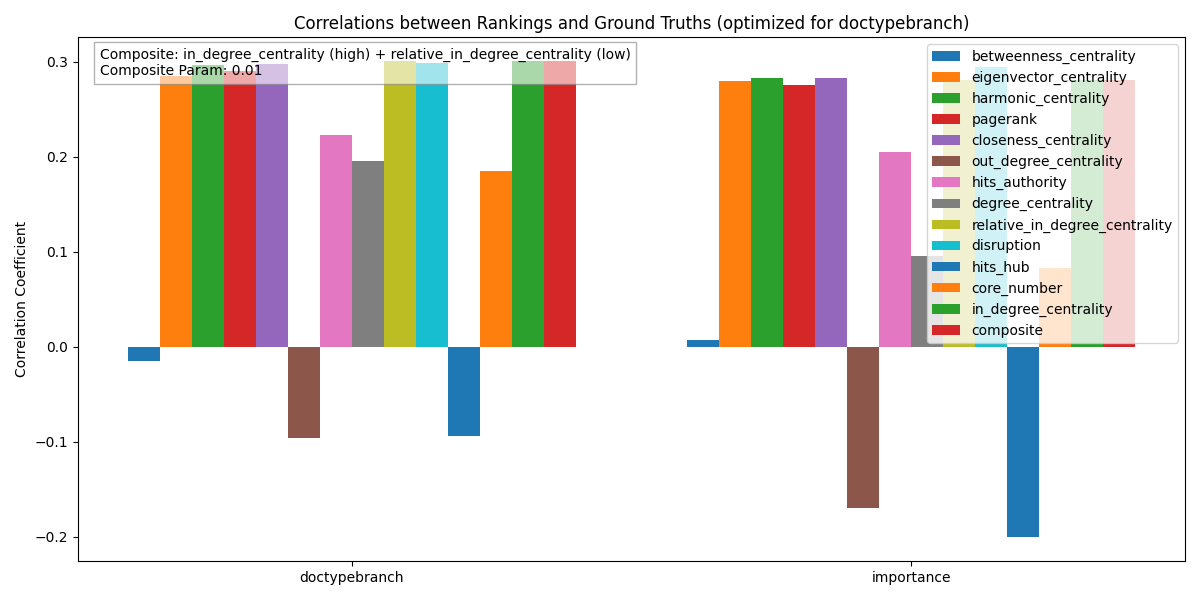 Correlations between Rankings and Ground Truths (optimized for doctypebranch)
Composite: in_degree_centrality (high) + relative_in_degree_centrality (low)
Composite Param: 0.01
betweenness_centrality
eigenvector_centrality
harmonic_centrality
pagerank
closeness_centrality
out_degree_centrality
hits_authority
degree_centrality
relative_in_degree_centrality
disruption
hits_hub
core_number
in_degree_centrality
composite
Correlation Coefficient
0.3
0.2
0.1
0.0
−0.1
−0.2
doctypebranch
importance